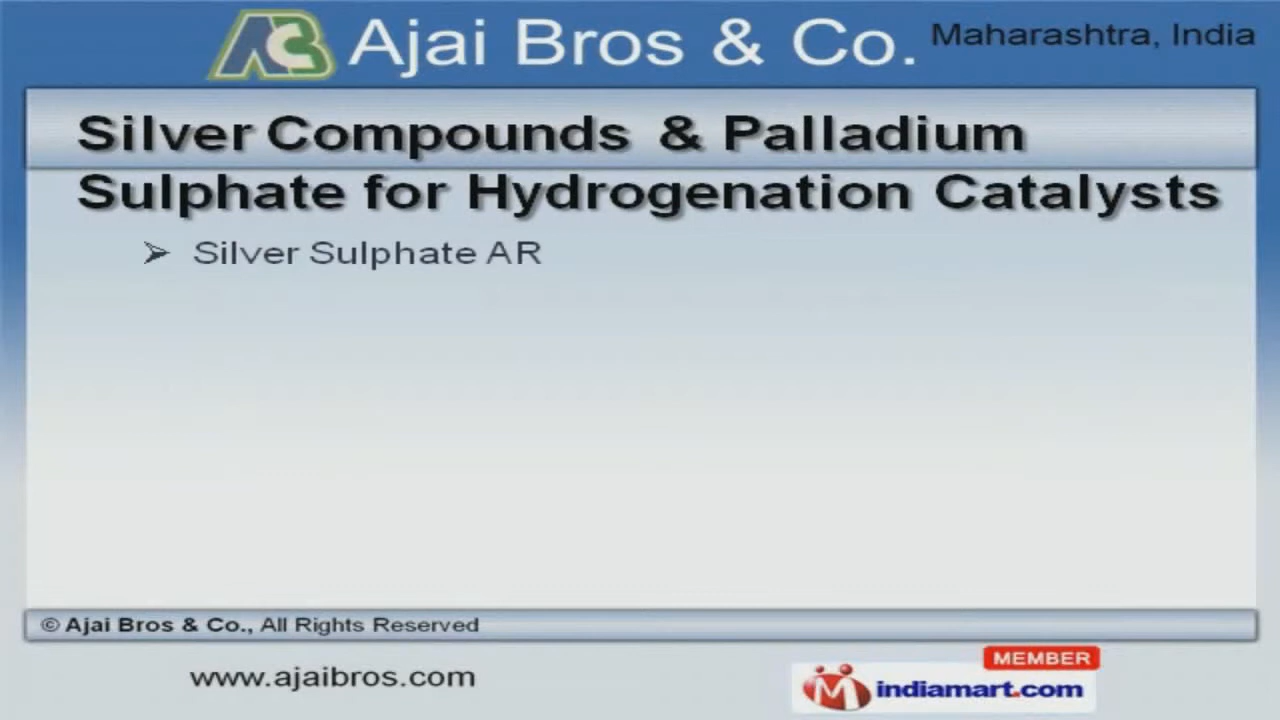 ACB Ajai Bros & Co. Maharashtra, India
Silver Compounds & Palladium
Sulphate for Hydrogenation Catalysts
➢ Silver Sulphate AR
© Ajai Bros & Co., All Rights Reserved
www.ajaibros.com
MEMBER
indiamart.com